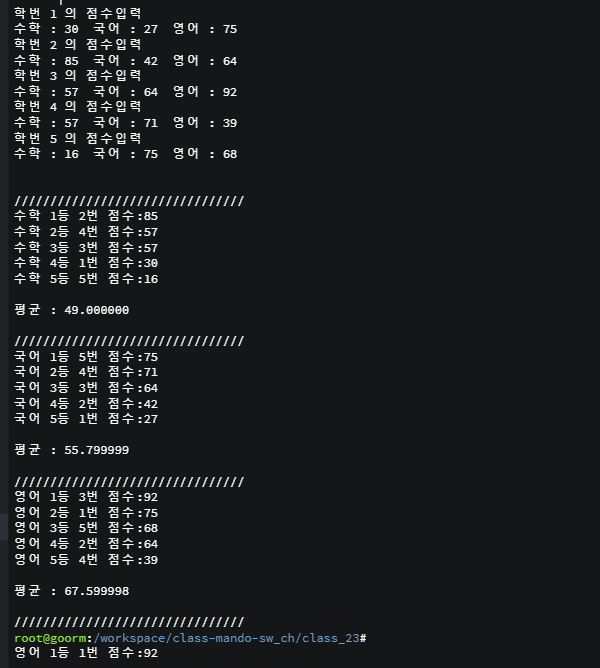 학번 1 의 점수입력
수학 : 30 국어 : 27 영어 : 75
학번 2 의 점수입력
수학 : 85 국어 : 42 영어 : 64
학번 3 의 점수입력
수학 : 57 국어 : 64 영어 : 92
학번 4 의 점수입력
수학 : 57 국어 : 71 영어 : 39
학번 5 의 점수입력
수학 : 16 국어 : 75 영어 : 68
////////////////////////////////
수학 1등 2번 점수:85
수학 2등 4번 점수:57
수학 3등 3번 점수:57
수학 4등 1번 점수:30
수학 5등 5번 점수:16
평균 : 49.000000
////////////////////////////////
국어 1등 5번 점수:75
국어 2등 4번 점수:71
국어 3등 3번 점수:64
국어 4등 2번 점수:42
국어 5등 1번 점수:27
평균 : 55.799999
////////////////////////////////
영어 1등 3번 점수:92
영어 2등 1번 점수:75
영어 3등 5번 점수:68
영어 4등 2번 점수:64
영어 5등 4번 점수:39
평균 : 67.599998
////////////////////////////////
root@goorm:/workspace/class-mando-sw_ch/class_23#
영어 1등 1번 점수:92